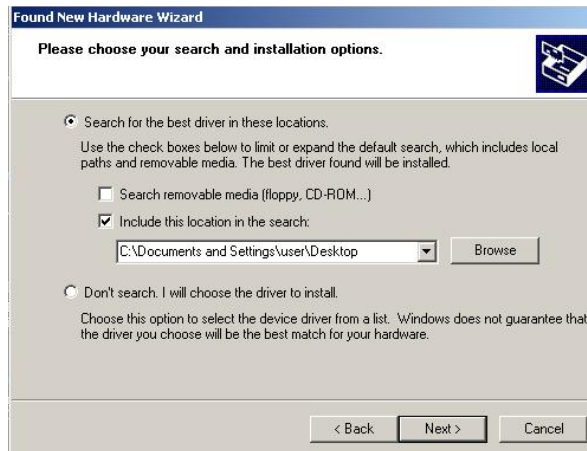 Found New Hardware Wizard
Please choose your search and installation options.
Search for the best driver in these locations.
Use the check boxes below to limit or expand the default search, which includes local
paths and removable media. The best driver found will be installed.
Search removable media (floppy, CD-ROM...)
Include this location in the search:
C:\Documents and Settings\user\Desktop
Browse
Don't search. I will choose the driver to install.
Choose this option to select the device driver from a list. Windows does not guarantee that
the driver you choose will be the best match for your hardware.
< Back Next > Cancel